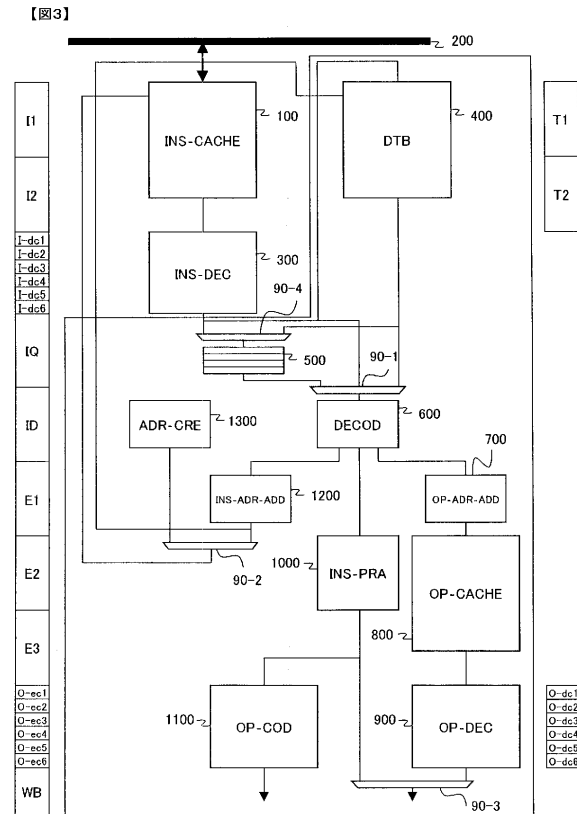 【図3】
200
I1
INS-CACHE
100
DTB
400
T1
I2
T2
I-dc1
I-dc2
I-dc3
I-dc4
I-dc5
I-dc6
INS-DEC
300
90-4
IQ
500
90-1
ID
ADR-CRE
1300
DECOD
600
700
E1
INS-ADR-ADD
1200
OP-ADR-ADD
E2
90-2
1000
INS-PRA
OP-CACHE
800
E3
O-ec1
O-ec2
O-ec3
O-ec4
O-ec5
O-ec6
1100
OP-COD
900
OP-DEC
O-dc1
O-dc2
O-dc3
O-dc4
O-dc5
O-dc6
WB
90-3